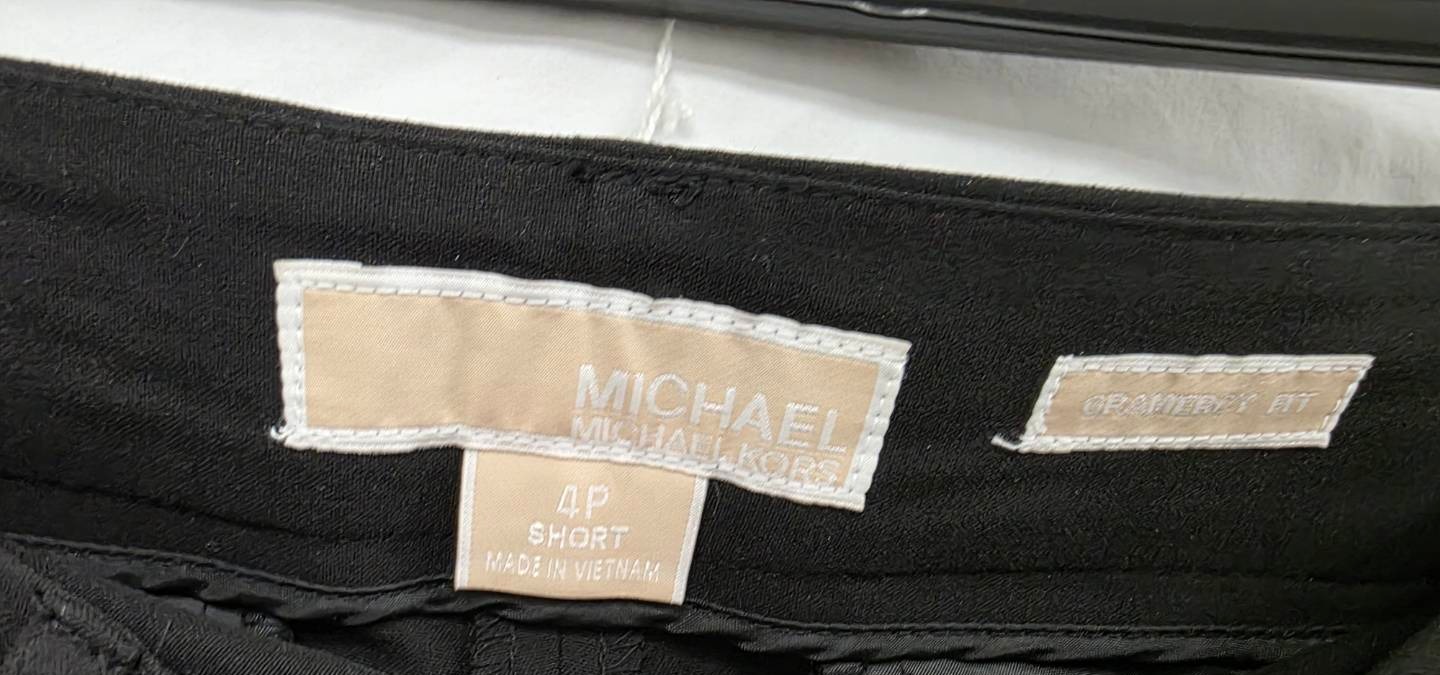 MICHAEL
MICHAEL KORS
4P
SHORT
MADE IN VIETNAM
GRAMERCY FIT